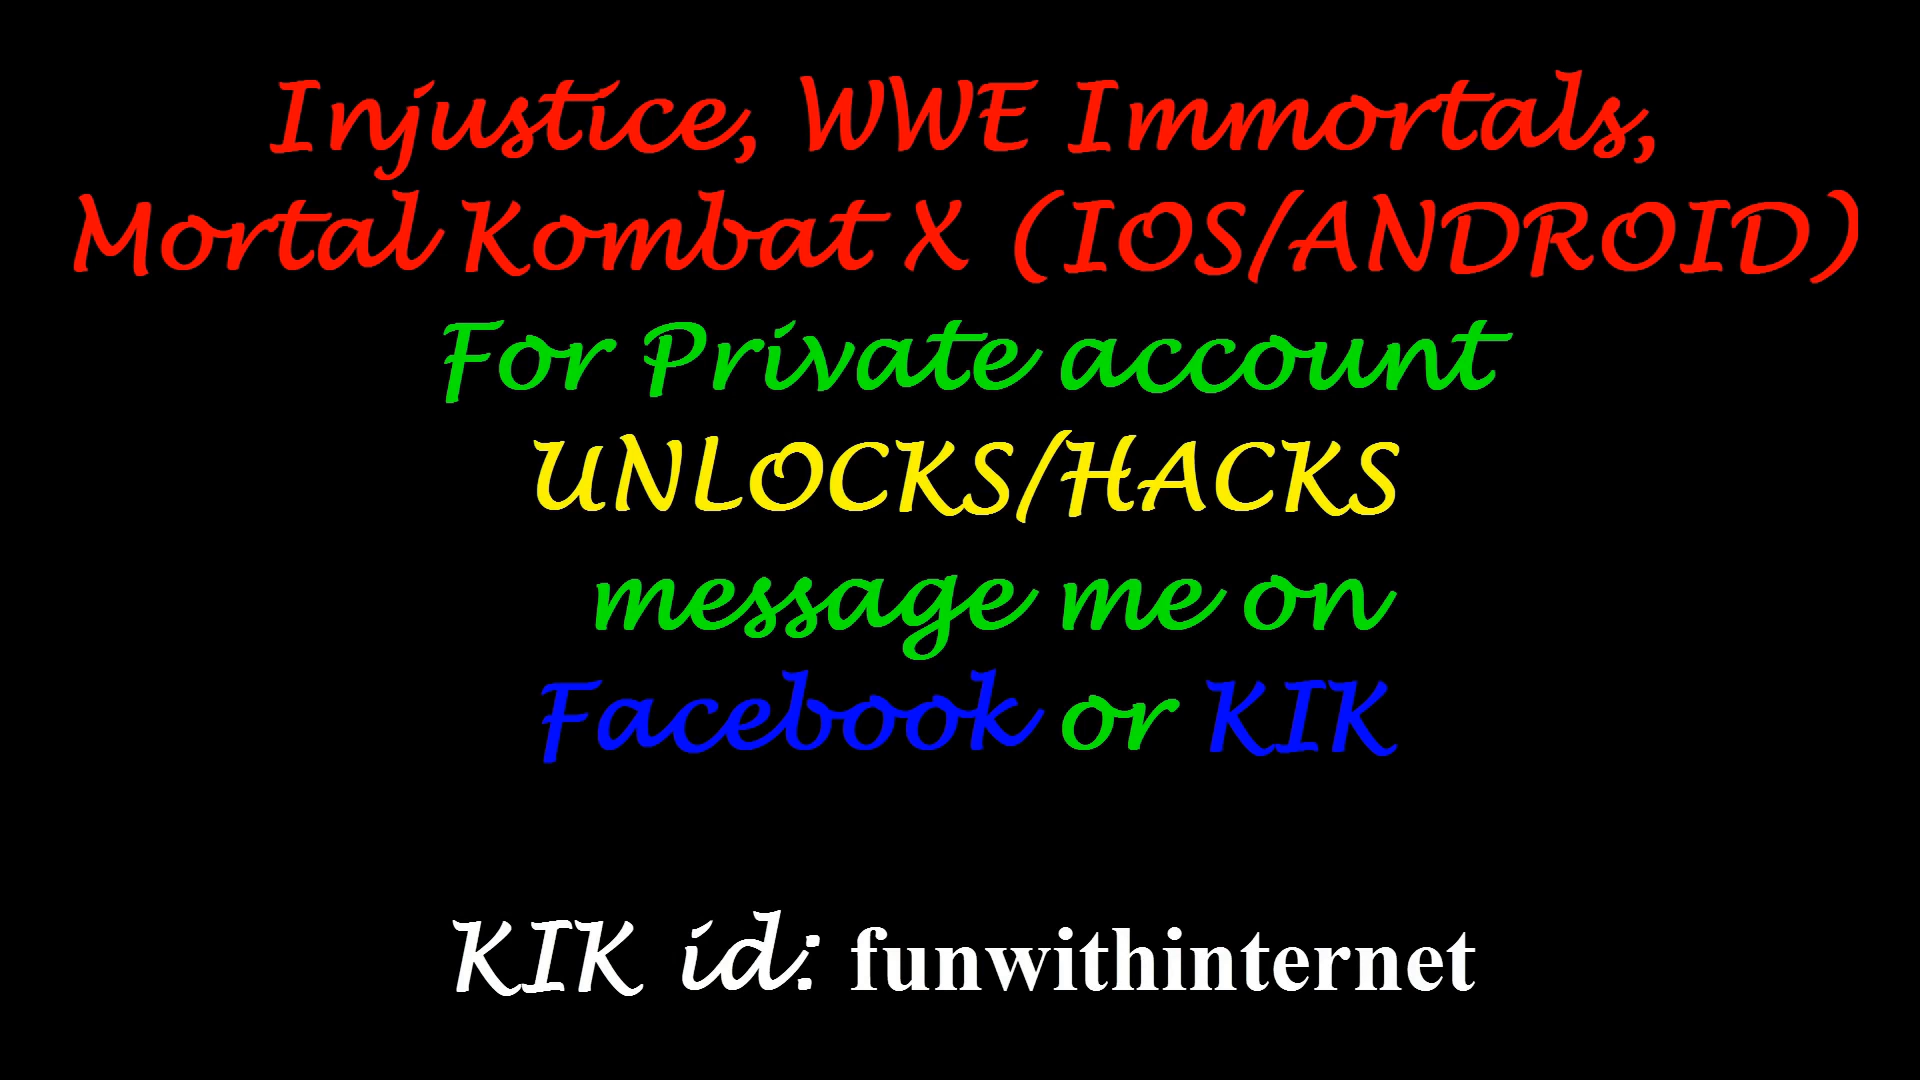 Injustice, WWE Immortals,
Mortal Kombat X (IOS/ANDROID)
For Private account
UNLOCKS/HACKS
message me on
Facebook or KIK
KIK id: funwithinternet